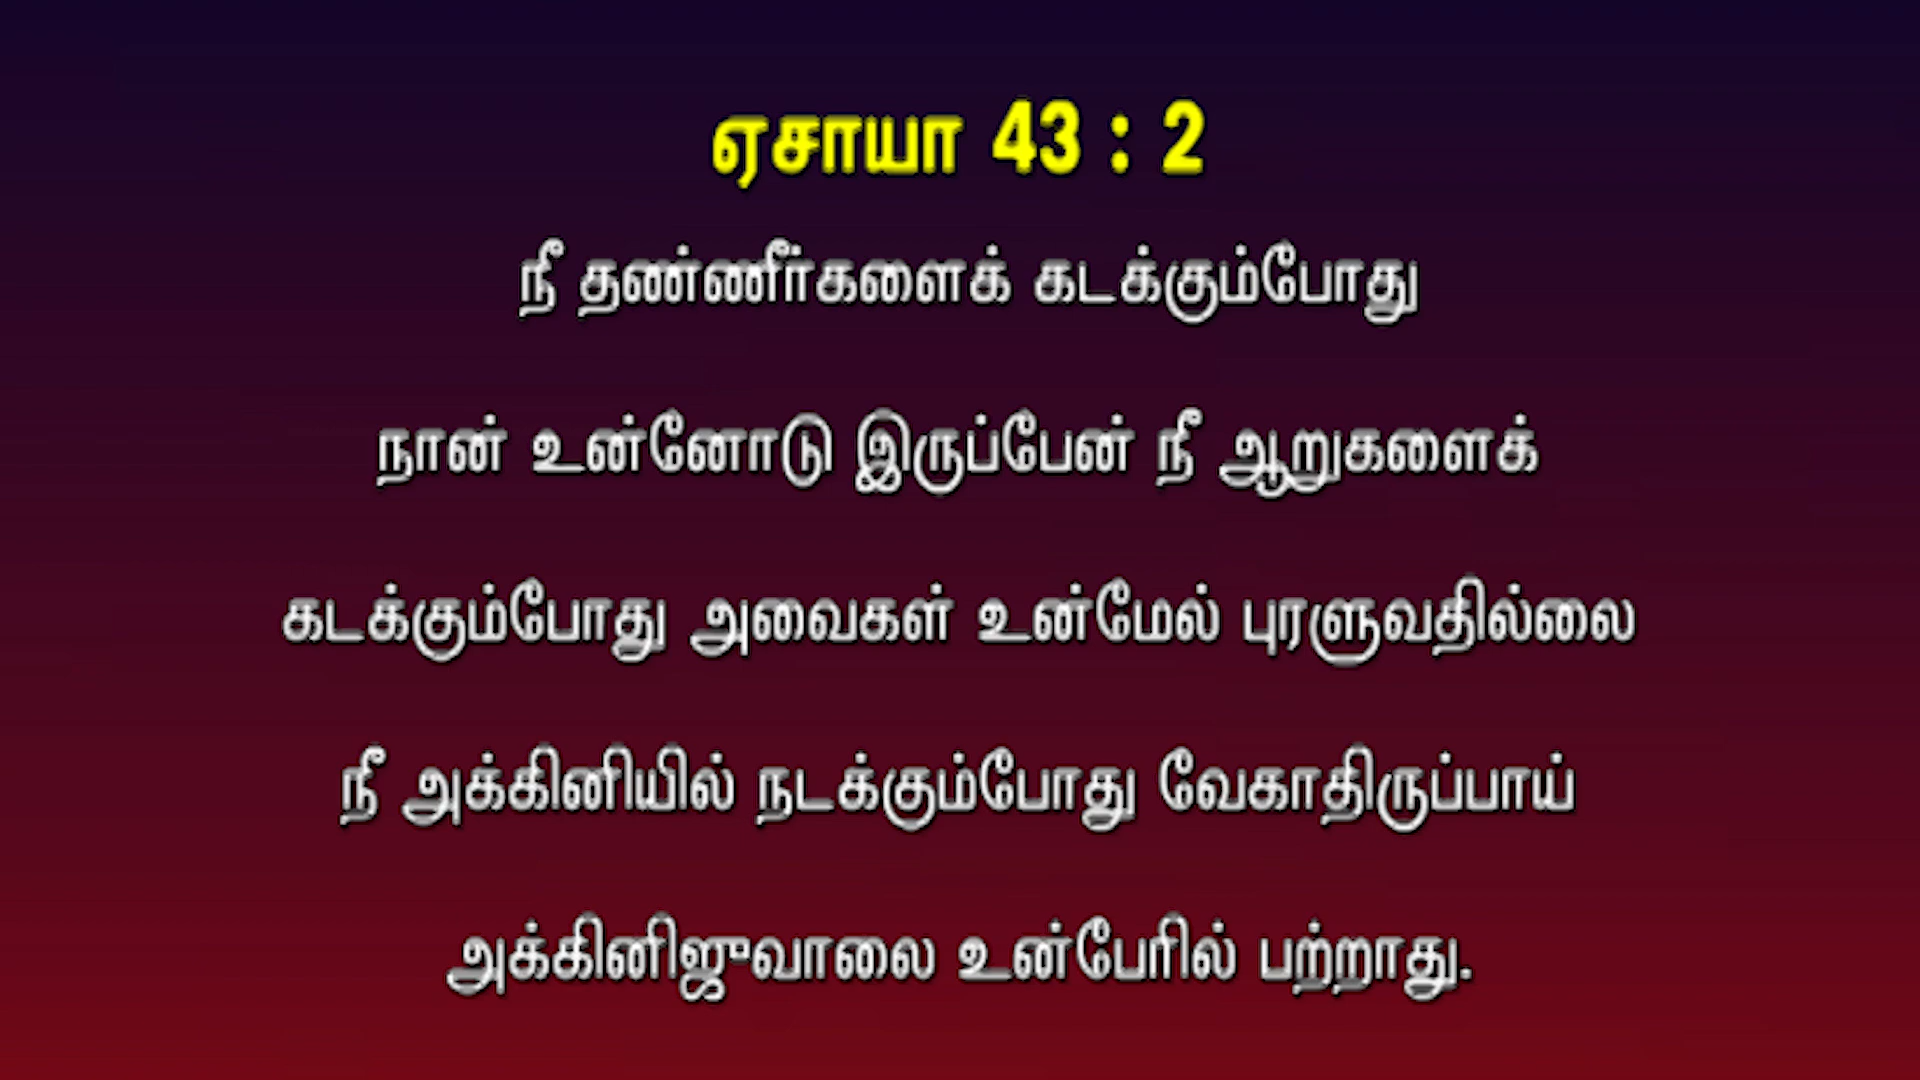 ஏசாயா 43 : 2
நீ தண்ணீர்களைக் கடக்கும்போது
நான் உன்னோடு இருப்பேன் நீ ஆறுகளைக்
கடக்கும்போது அவைகள் உன்மேல் புரளுவதில்லை
நீ அக்கினியில் நடக்கும்போது வேகாதிருப்பாய்
அக்கினிஜுவாலை உன்பேரில் பற்றாது.